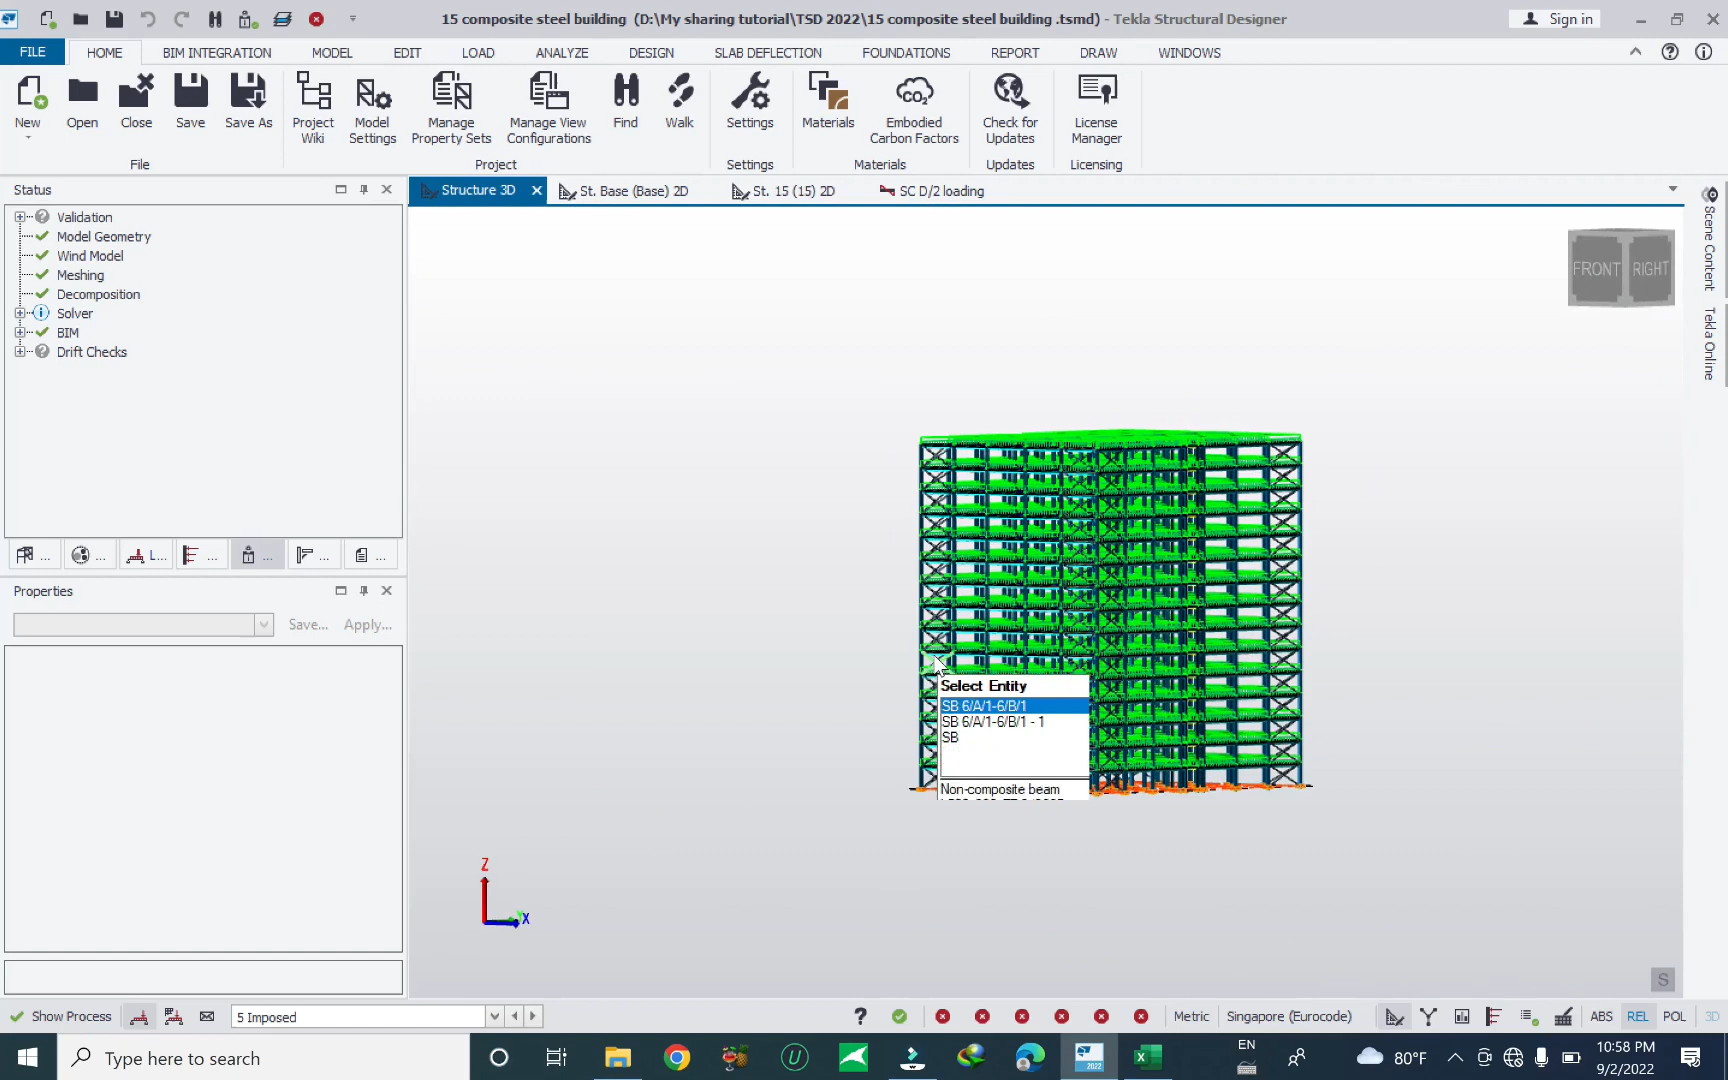 15 composite steel building (D:\My sharing tutorial\TSD 2022\15 composite steel building .tsmd) - Tekla Structural Designer
Sign in
FILE HOME BIM INTEGRATION MODEL EDIT LOAD ANALYZE DESIGN SLAB DEFLECTION FOUNDATIONS REPORT DRAW WINDOWS
New
Open
Close
Save
Save As
Project Wiki
Model Settings
Manage Property Sets
Manage View Configurations
Find
Walk
Settings
Materials
CO2
Embodied Carbon Factors
Check for Updates
License Manager
File
Project
Settings
Materials
Updates
Licensing
Status
Validation
Model Geometry
Wind Model
Meshing
Decomposition
Solver
BIM
Drift Checks
... ... L... ... ... ... ...
Properties
Save... Apply...
Structure 3D
St. Base (Base) 2D
St. 15 (15) 2D
SC D/2 loading
Scene Content
Tekla Online
FRONT RIGHT
Select Entity
SB 6/A/1-6/B/1
SB 6/A/1-6/B/1 - 1
SB
Non-composite beam
Z
X
S
Show Process
5 Imposed
Metric
Singapore (Eurocode)
ABS REL POL 3D
Type here to search
2022
EN
80°F
10:58 PM
9/2/2022